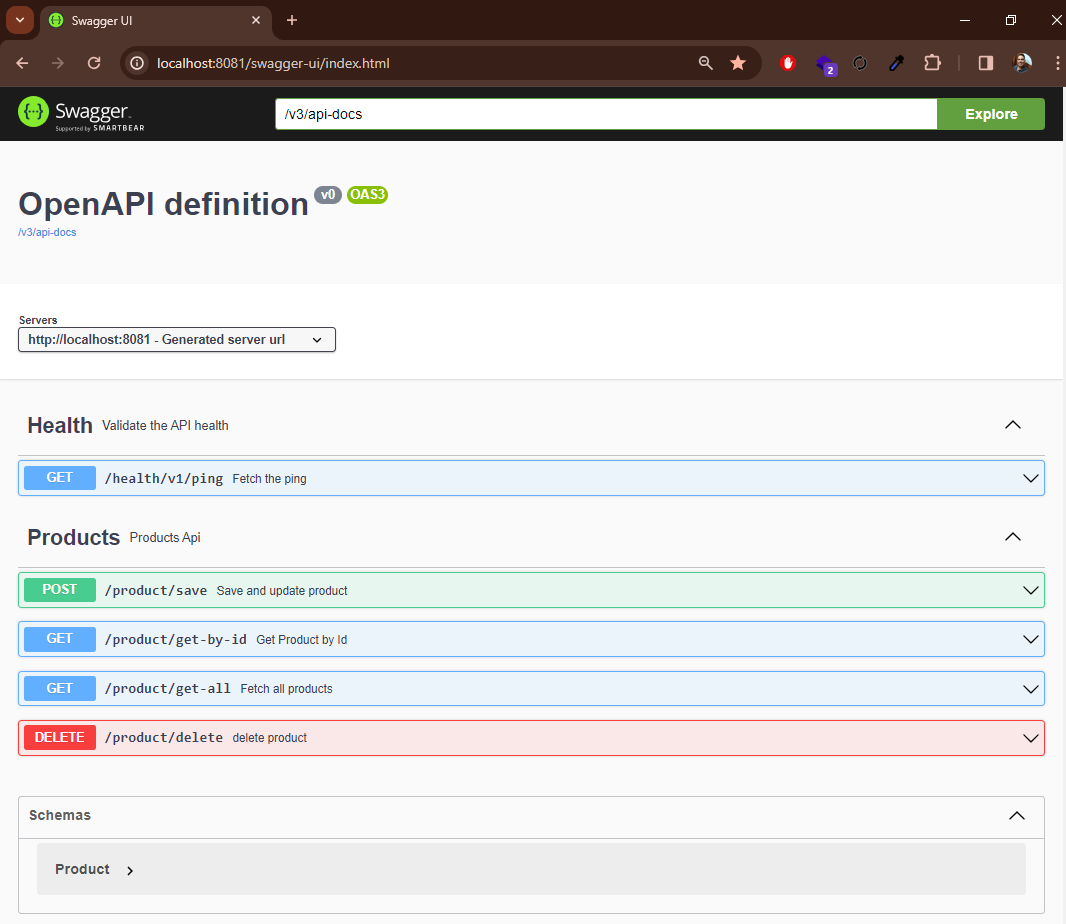 Swagger UI
localhost:8081/swagger-ui/index.html
2
Swagger
Supported by SMARTBEAR
/v3/api-docs
Explore
OpenAPI definition v0 OAS3
/v3/api-docs
Servers
http://localhost:8081 - Generated server url
Health Validate the API health
GET /health/v1/ping Fetch the ping
Products Products Api
POST /product/save Save and update product
GET /product/get-by-id Get Product by Id
GET /product/get-all Fetch all products
DELETE /product/delete delete product
Schemas
Product